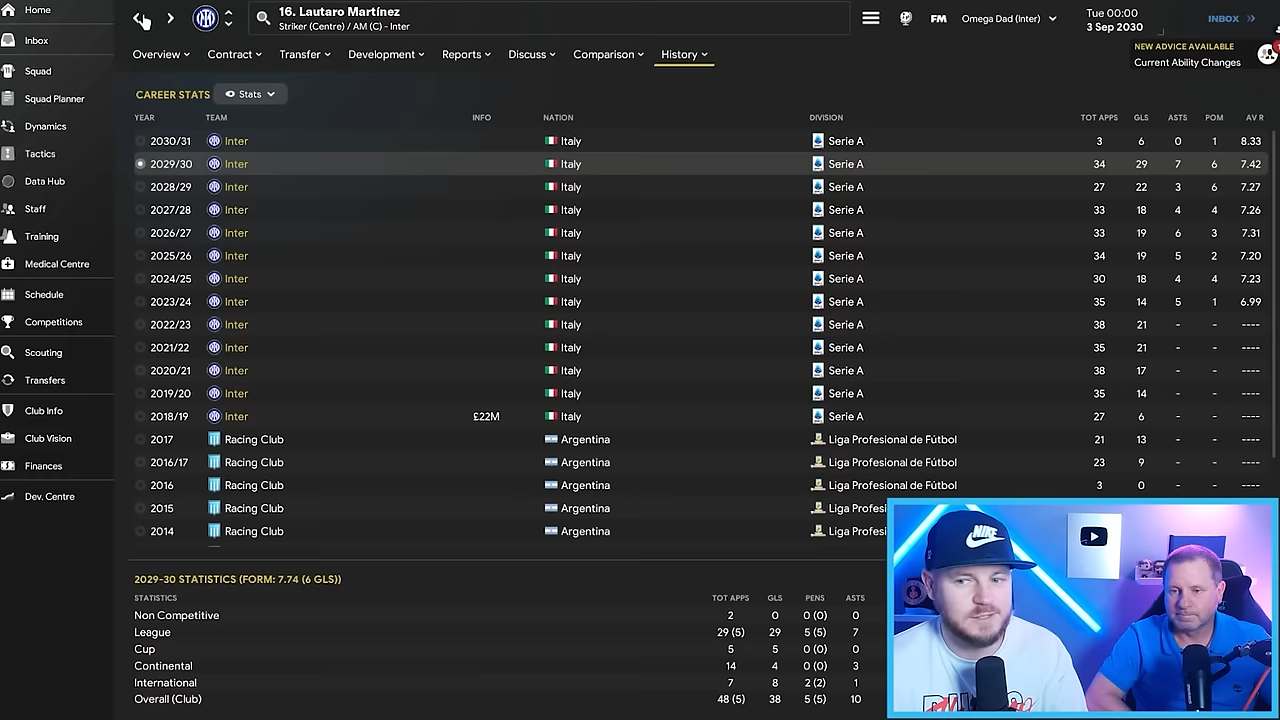 Home
Inbox
Squad
Squad Planner
Dynamics
Tactics
Data Hub
Staff
Training
Medical Centre
Schedule
Competitions
Scouting
Transfers
Club Info
Club Vision
Finances
Dev. Centre
16. Lautaro Martínez
Striker (Centre) / AM (C) - Inter
FM Omega Dad (Inter)
Tue 00:00
3 Sep 2030
INBOX
NEW ADVICE AVAILABLE
Current Ability Changes
1
Overview Contract Transfer Development Reports Discuss Comparison History
CAREER STATS Stats
YEAR TEAM INFO NATION DIVISION TOT APPS GLS ASTS POM AV R
2030/31 Inter Italy Serie A 3 6 0 1 8.33
2029/30 Inter Italy Serie A 34 29 7 6 7.42
2028/29 Inter Italy Serie A 27 22 3 6 7.27
2027/28 Inter Italy Serie A 33 18 4 4 7.26
2026/27 Inter Italy Serie A 33 19 6 3 7.31
2025/26 Inter Italy Serie A 34 19 5 2 7.20
2024/25 Inter Italy Serie A 30 18 4 4 7.23
2023/24 Inter Italy Serie A 35 14 5 1 6.99
2022/23 Inter Italy Serie A 38 21 - - ----
2021/22 Inter Italy Serie A 35 21 - - ----
2020/21 Inter Italy Serie A 38 17 - - ----
2019/20 Inter Italy Serie A 35 14 - - ----
2018/19 Inter £22M Italy Serie A 27 6 - - ----
2017 Racing Club Argentina Liga Profesional de Fútbol 21 13 - - ----
2016/17 Racing Club Argentina Liga Profesional de Fútbol 23 9 - - ----
2016 Racing Club Argentina Liga Profesional de Fútbol 3 0 - - ----
2015 Racing Club Argentina Liga Profes
2014 Racing Club Argentina Liga Profes
2029-30 STATISTICS (FORM: 7.74 (6 GLS))
STATISTICS TOT APPS GLS PENS ASTS
Non Competitive 2 0 0 (0) 0
League 29 (5) 29 5 (5) 7
Cup 5 5 0 (0) 0
Continental 14 4 0 (0) 3
International 7 8 2 (2) 1
Overall (Club) 48 (5) 38 5 (5) 10
NIKE